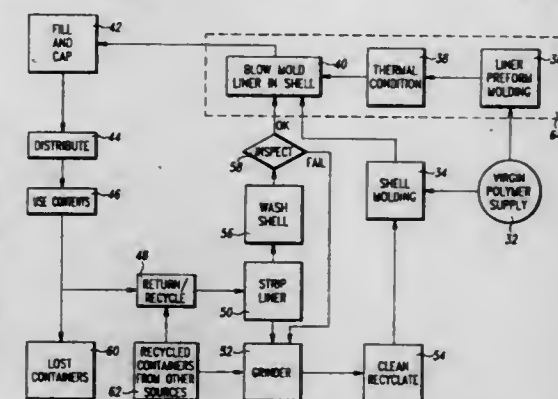 FILL
AND
CAP
42
BLOW MOLD
LINER IN SHELL
40
THERMAL
CONDITION
38
LINER
PREFORM
MOLDING
DISTRIBUTE
44
OK
INSPECT
58
FAIL
SHELL
MOLDING
34
VIRGIN
POLYMER
SUPPLY
32
USE CONTENTS
46
WASH
SHELL
56
RETURN/
RECYCLE
48
STRIP
LINER
50
LOST
CONTAINERS
60
RECYCLED
CONTAINERS
FROM OTHER
SOURCES
62
GRINDER
52
CLEAN
RECYCLATE
54